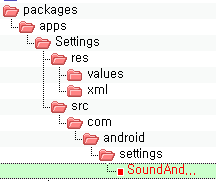 packages
apps
Settings
res
values
xml
src
com
android
settings
SoundAnd...